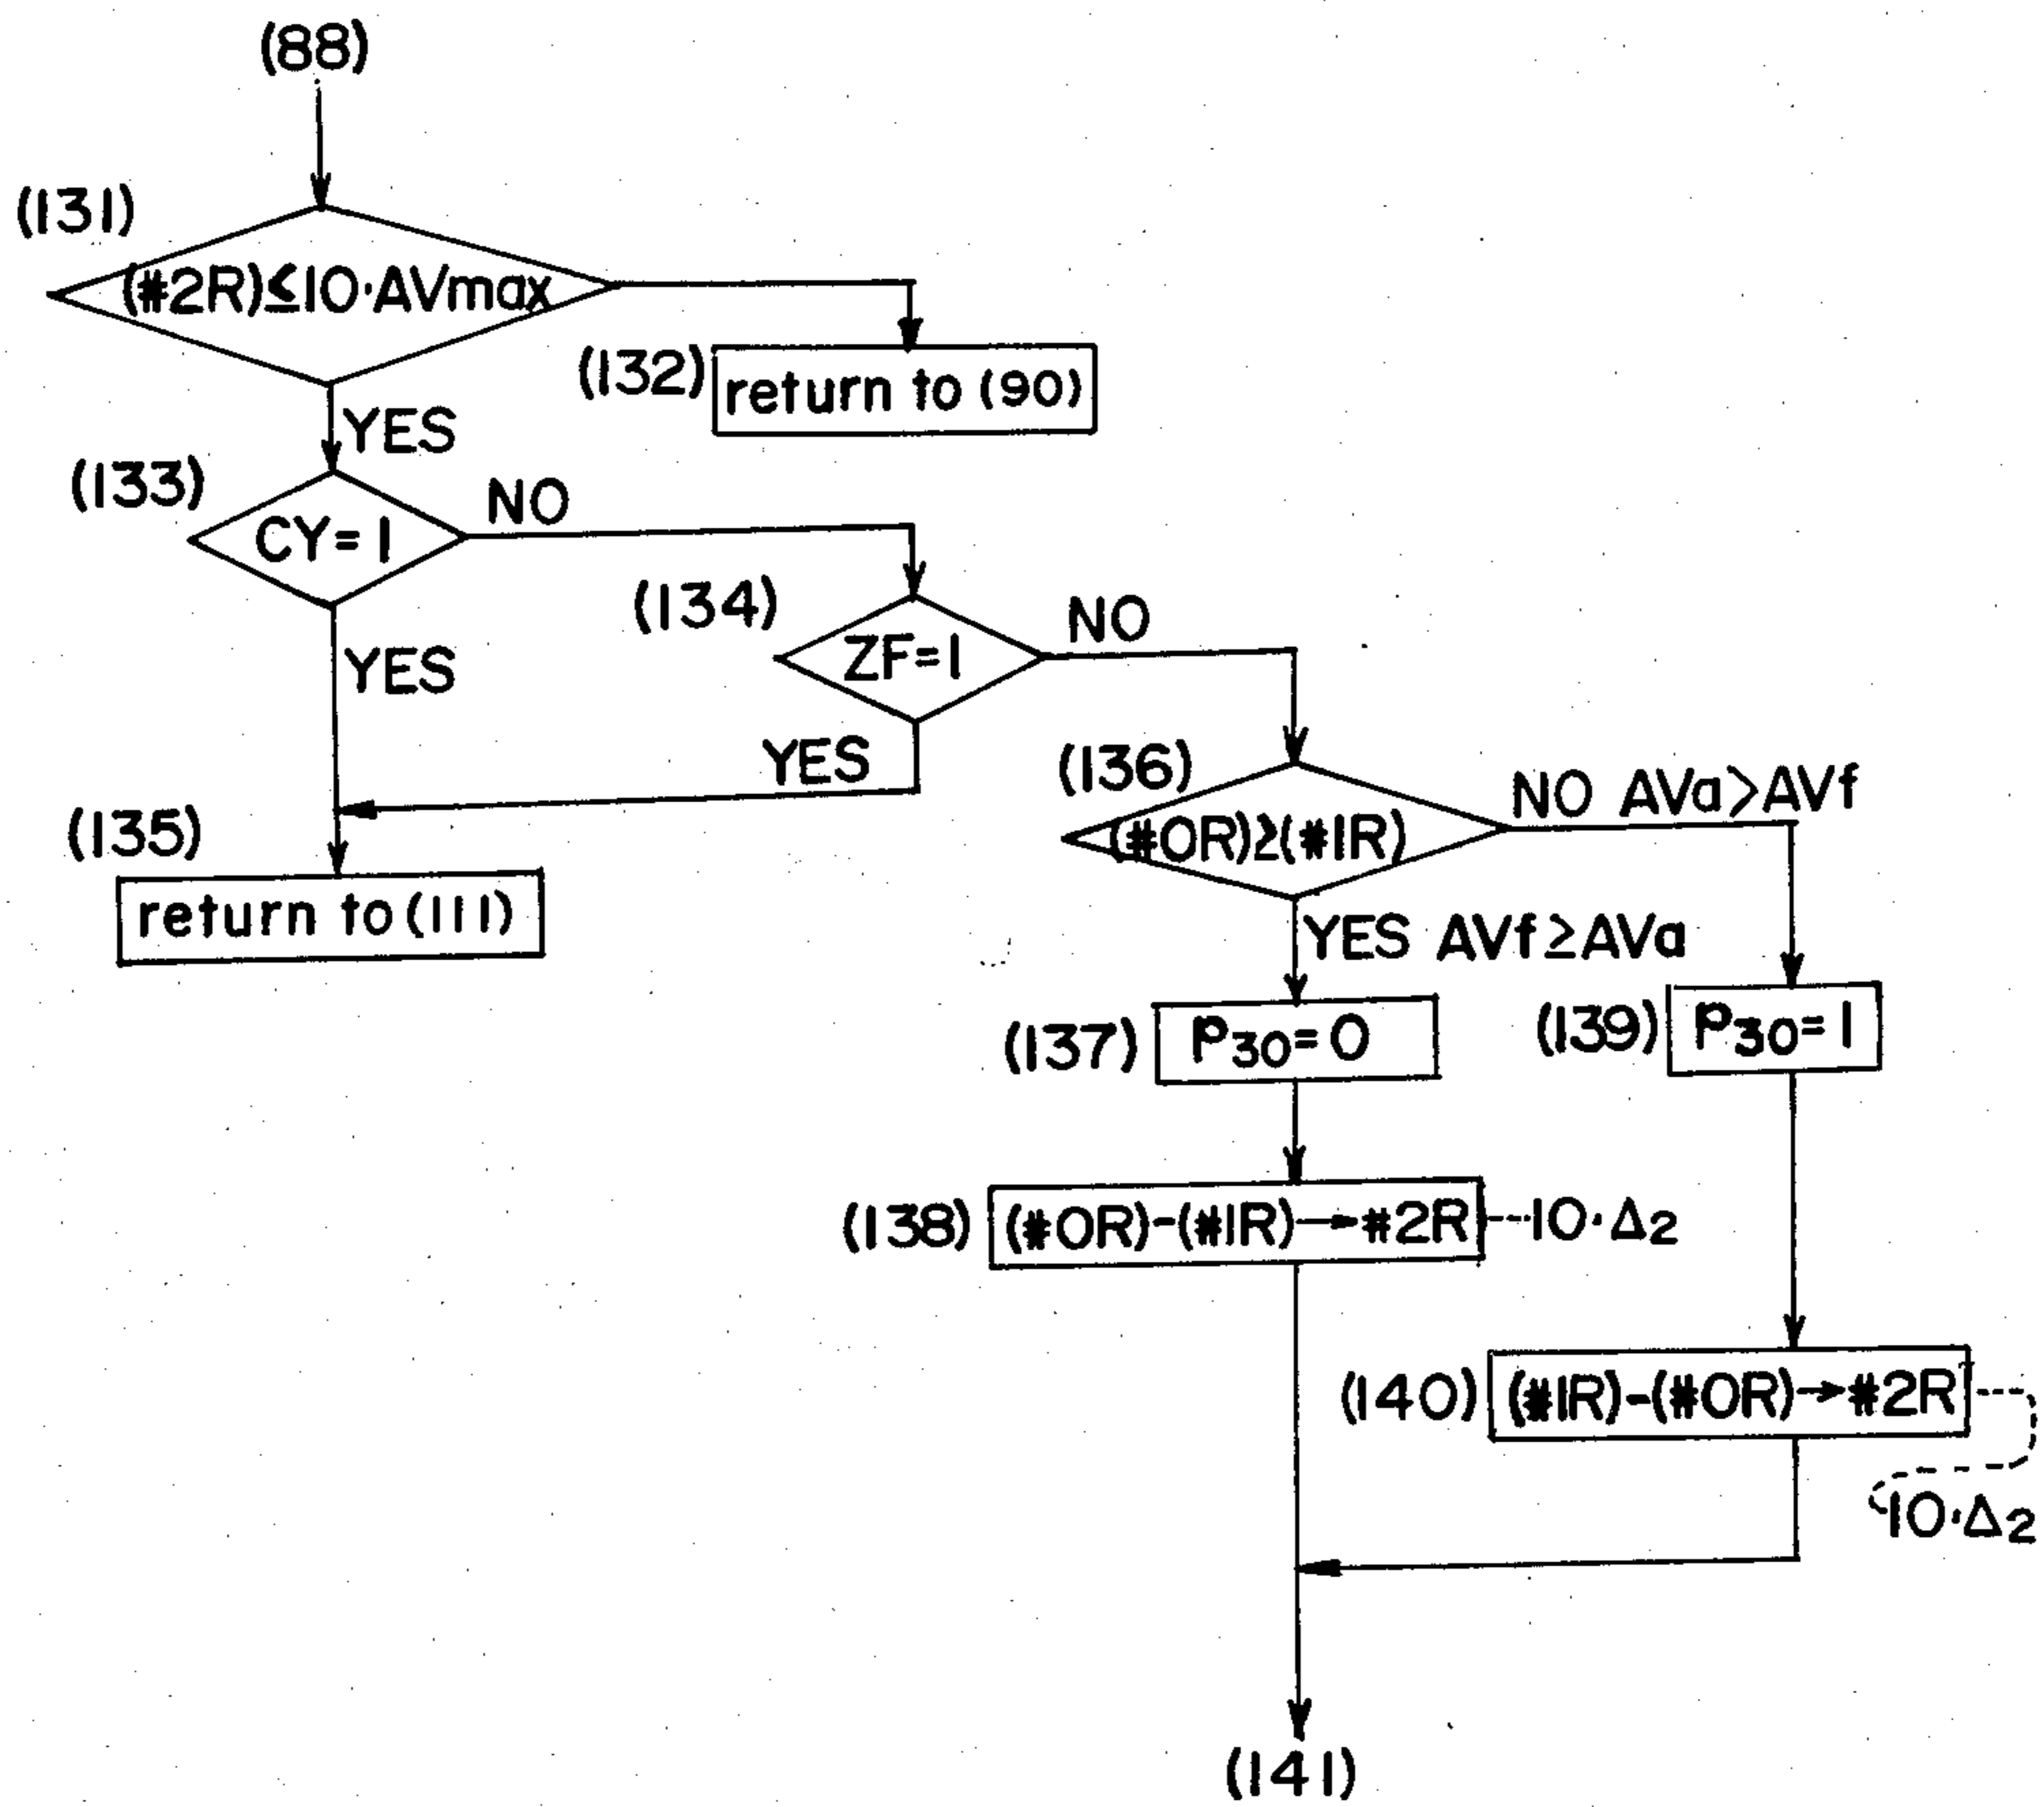 (88)
(131)
(#2R)≤10·AVmax
(132)
return to (90)
YES
(133)
CY=1
NO
(134)
ZF=1
NO
YES
YES
(135)
return to (111)
(136)
(#0R)≥(#1R)
NO AVa>AVf
YES AVf≥AVa
(137)
P30=0
(139)
P30=1
(138)
(#0R)-(#1R)→#2R
10·Δ2
(140)
(#1R)-(#0R)→#2R
10·Δ2
(141)